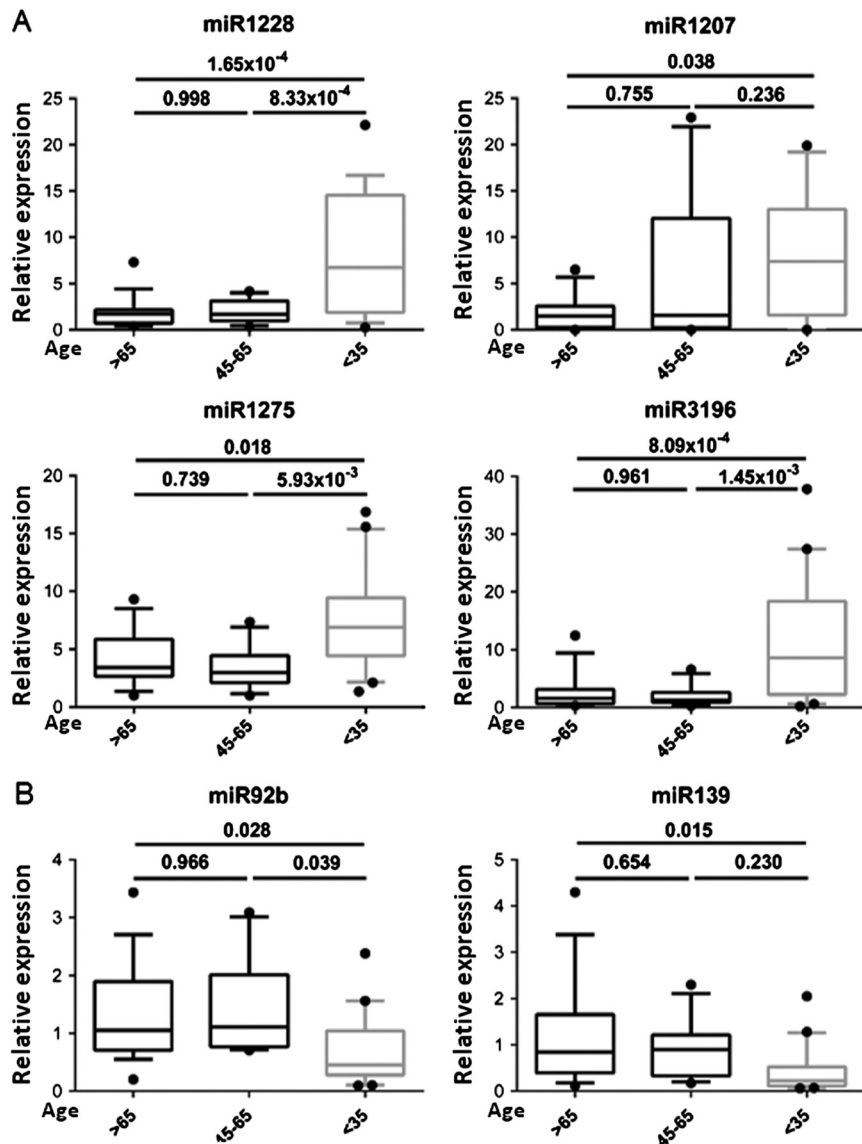 A
miR1228
miR1207
1.65x10⁻⁴
0.998
8.33x10⁻⁴
0.038
0.755
0.236
Relative expression
25
20
15
10
5
0
Age
>65
45-65
<35
Relative expression
25
20
15
10
5
0
Age
>65
45-65
<35
miR1275
miR3196
0.018
0.739
5.93x10⁻³
8.09x10⁻⁴
0.961
1.45x10⁻³
Relative expression
20
15
10
5
0
Age
>65
45-65
<35
Relative expression
40
30
20
10
0
Age
>65
45-65
<35
B
miR92b
miR139
0.028
0.966
0.039
0.015
0.654
0.230
Relative expression
4
3
2
1
0
Age
>65
45-65
<35
Relative expression
5
4
3
2
1
0
Age
>65
45-65
<35